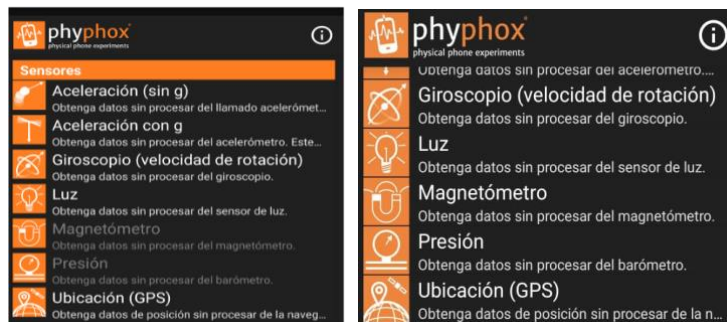 phyphox
physical phone experiments
Sensores
Aceleración (sin g)
Obtenga datos sin procesar del llamado acelerómet...
Aceleración con g
Obtenga datos sin procesar del acelerómetro. Este...
Giroscopio (velocidad de rotación)
Obtenga datos sin procesar del giroscopio.
Luz
Obtenga datos sin procesar del sensor de luz.
Magnetómetro
Obtenga datos sin procesar del magnetómetro.
Presión
Obtenga datos sin procesar del barómetro.
Ubicación (GPS)
Obtenga datos de posición sin procesar de la naveg...
phyphox
physical phone experiments
Obtenga datos sin procesar del acelerómetro....
Giroscopio (velocidad de rotación)
Obtenga datos sin procesar del giroscopio.
Luz
Obtenga datos sin procesar del sensor de luz.
Magnetómetro
Obtenga datos sin procesar del magnetómetro.
Presión
Obtenga datos sin procesar del barómetro.
Ubicación (GPS)
Obtenga datos de posición sin procesar de la n...